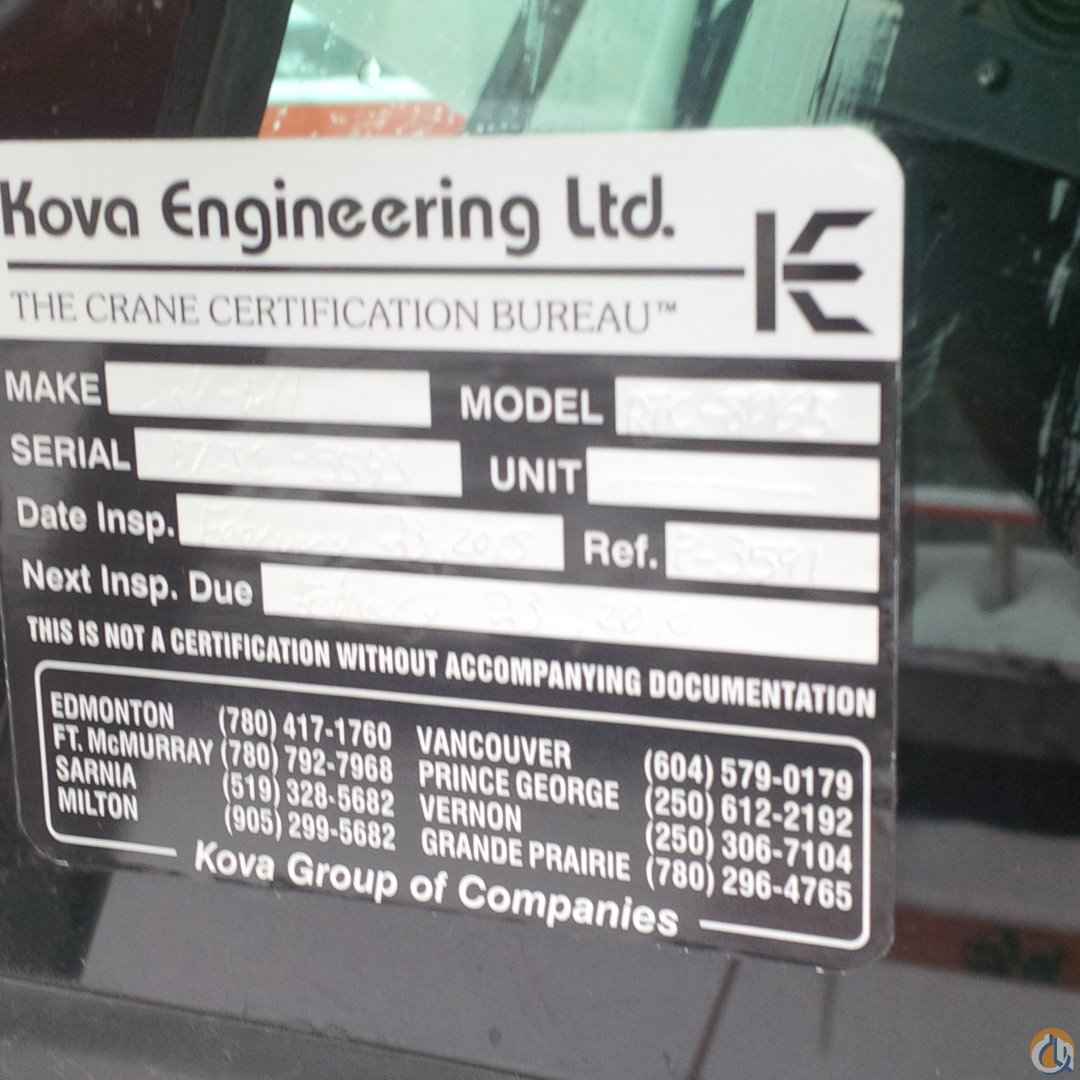 Kova Engineering Ltd.
THE CRANE CERTIFICATION BUREAU™
MAKE MODEL
SERIAL UNIT
Date Insp. Ref.
Next Insp. Due
THIS IS NOT A CERTIFICATION WITHOUT ACCOMPANYING DOCUMENTATION
EDMONTON (780) 417-1760 VANCOUVER (604) 579-0179
FT. McMURRAY (780) 792-7968 PRINCE GEORGE (250) 612-2192
SARNIA (519) 328-5682 VERNON (250) 306-7104
MILTON (905) 299-5682 GRANDE PRAIRIE (780) 296-4765
Kova Group of Companies